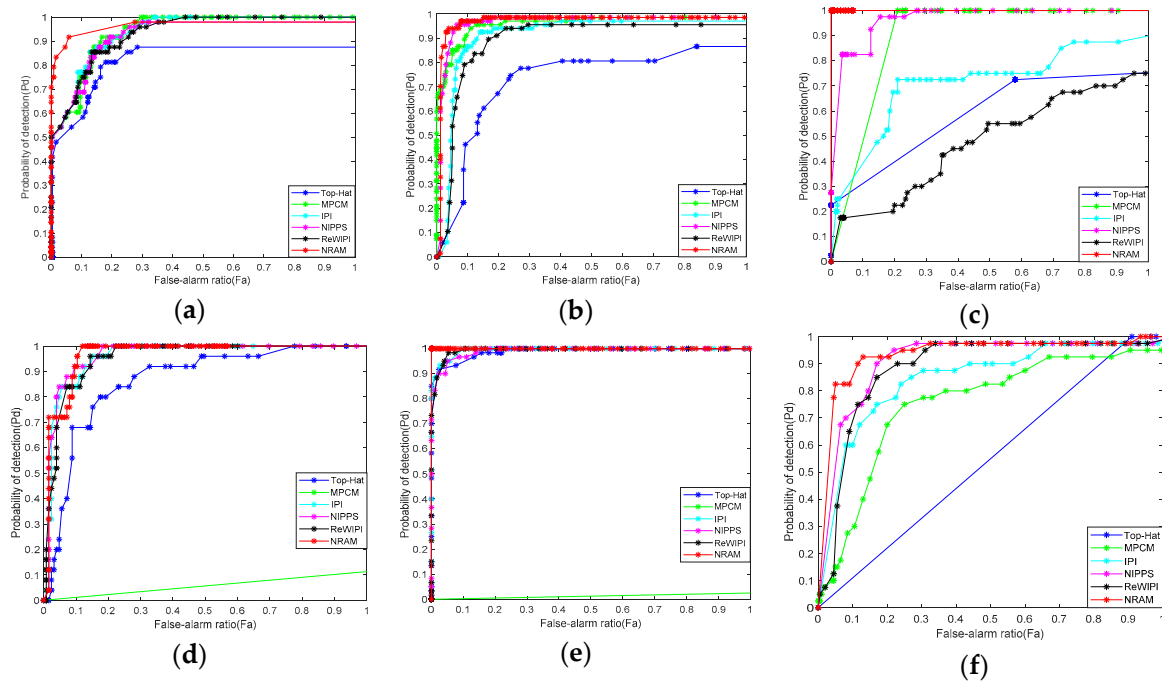 Probability of detection(Pd)
1
0.9
0.8
0.7
0.6
0.5
0.4
0.3
0.2
0.1
0
0 0.1 0.2 0.3 0.4 0.5 0.6 0.7 0.8 0.9 1
False-alarm ratio(Fa)
Top-Hat
MPCM
IPI
NIPPS
ReWIPI
NRAM
(a)
Probability of detection(Pd)
1
0.9
0.8
0.7
0.6
0.5
0.4
0.3
0.2
0.1
0
0 0.1 0.2 0.3 0.4 0.5 0.6 0.7 0.8 0.9 1
False-alarm ratio(Fa)
Top-Hat
MPCM
IPI
NIPPS
ReWIPI
NRAM
(b)
Probability of detection(Pd)
1
0.9
0.8
0.7
0.6
0.5
0.4
0.3
0.2
0.1
0
0 0.1 0.2 0.3 0.4 0.5 0.6 0.7 0.8 0.9 1
False-alarm ratio(Fa)
Top-Hat
MPCM
IPI
NIPPS
ReWIPI
NRAM
(c)
Probability of detection(Pd)
1
0.9
0.8
0.7
0.6
0.5
0.4
0.3
0.2
0.1
0
0 0.1 0.2 0.3 0.4 0.5 0.6 0.7 0.8 0.9 1
False-alarm ratio(Fa)
Top-Hat
MPCM
IPI
NIPPS
ReWIPI
NRAM
(d)
Probability of detection(Pd)
1
0.9
0.8
0.7
0.6
0.5
0.4
0.3
0.2
0.1
0
0 0.1 0.2 0.3 0.4 0.5 0.6 0.7 0.8 0.9 1
False-alarm ratio(Fa)
Top-Hat
MPCM
IPI
NIPPS
ReWIPI
NRAM
(e)
Probability of detection(Pd)
1
0.9
0.8
0.7
0.6
0.5
0.4
0.3
0.2
0.1
0
0 0.1 0.2 0.3 0.4 0.5 0.6 0.7 0.8 0.9 1
False-alarm ratio(Fa)
Top-Hat
MPCM
IPI
NIPPS
ReWIPI
NRAM
(f)